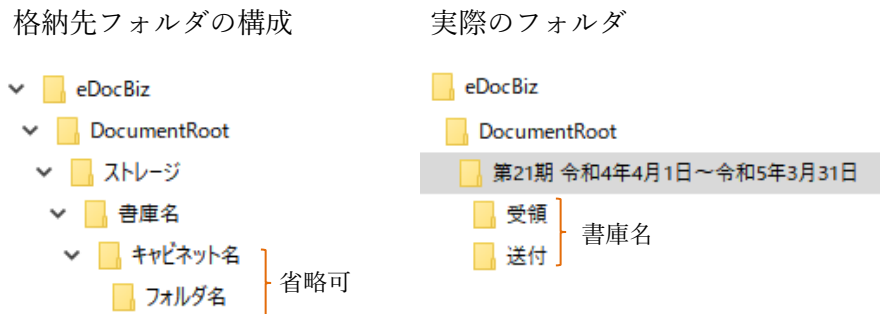 格納先フォルダの構成
eDocBiz
DocumentRoot
ストレージ
書庫名
キャビネット名
フォルダ名
省略可
実際のフォルダ
eDocBiz
DocumentRoot
第21期 令和4年4月1日～令和5年3月31日
受領
送付
書庫名